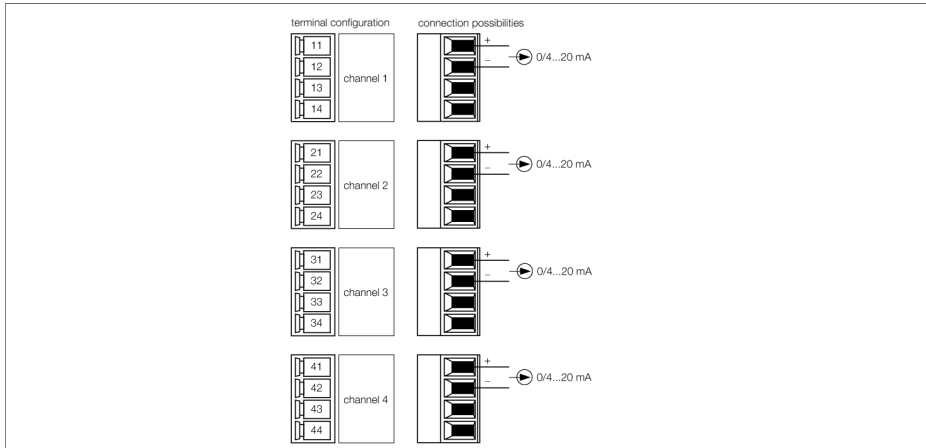 terminal configuration connection possibilities
11 +
0/4...20 mA
12 –
channel 1
13
14
21 +
0/4...20 mA
22 –
channel 2
23
24
31 +
0/4...20 mA
32 –
channel 3
33
34
41 +
0/4...20 mA
42 –
channel 4
43
44